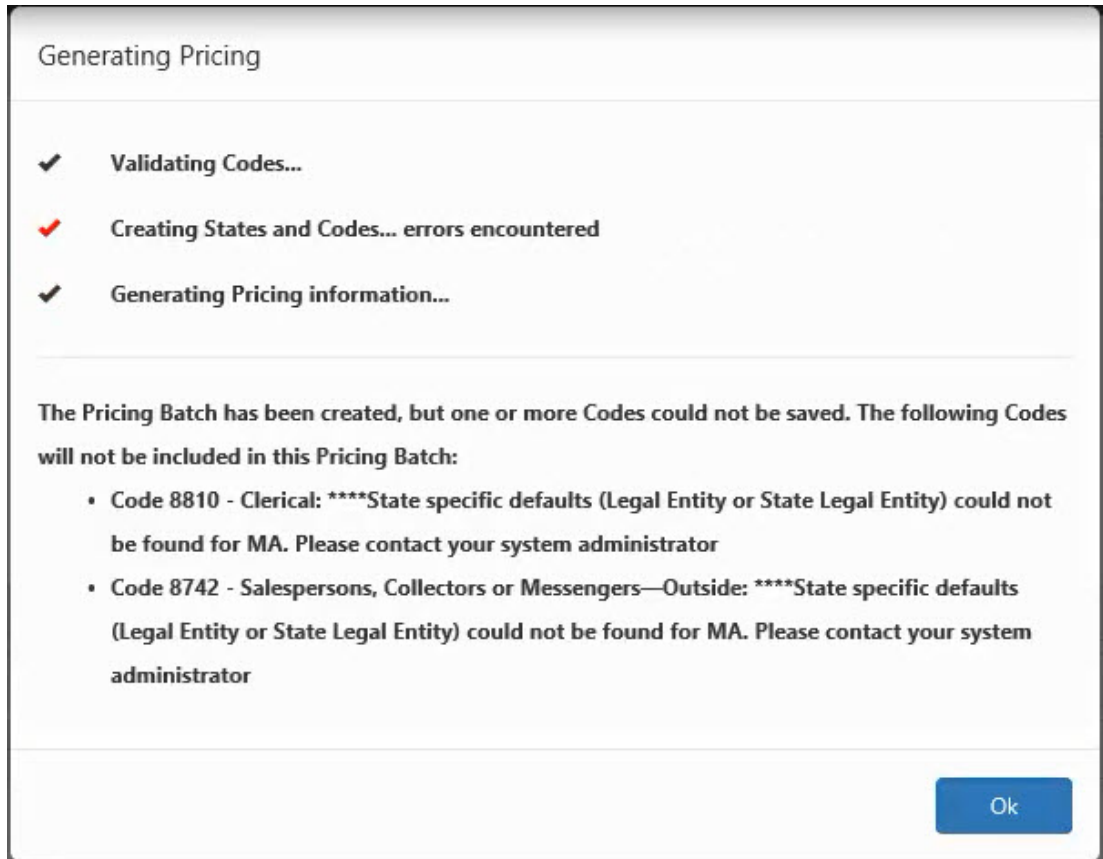 Generating Pricing
Validating Codes...
Creating States and Codes... errors encountered
Generating Pricing information...
The Pricing Batch has been created, but one or more Codes could not be saved. The following Codes
will not be included in this Pricing Batch:
• Code 8810 - Clerical: ****State specific defaults (Legal Entity or State Legal Entity) could not
be found for MA. Please contact your system administrator
• Code 8742 - Salespersons, Collectors or Messengers—Outside: ****State specific defaults
(Legal Entity or State Legal Entity) could not be found for MA. Please contact your system
administrator
Ok